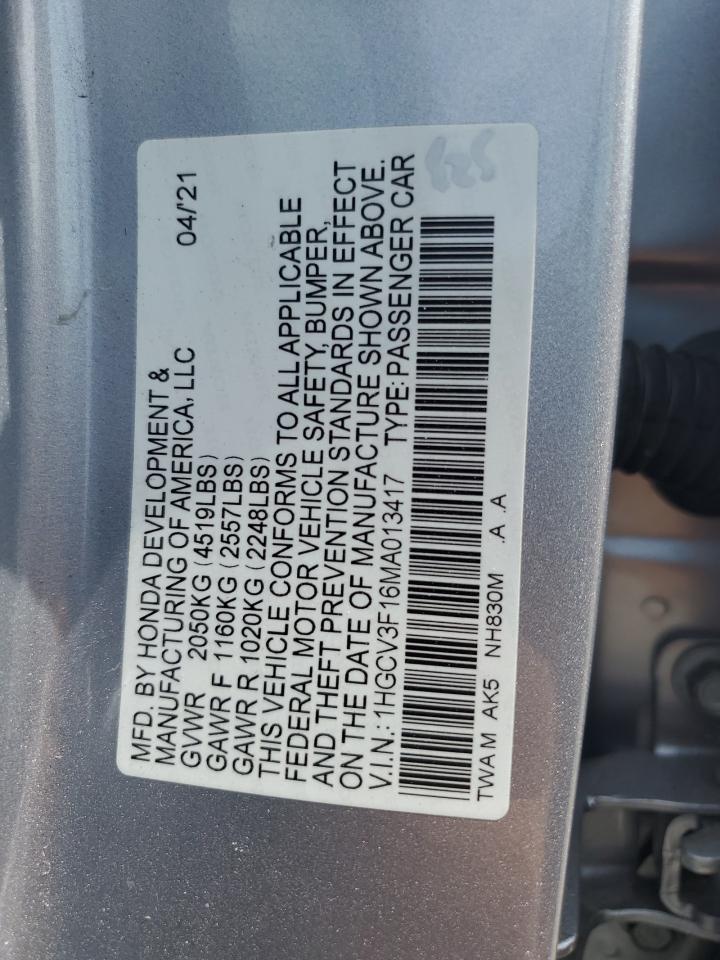 MFD. BY HONDA DEVELOPMENT &
MANUFACTURING OF AMERICA, LLC 04/'21
GVWR 2050KG (4519LBS)
GAWR F 1160KG (2557LBS)
GAWR R 1020KG (2248LBS)
THIS VEHICLE CONFORMS TO ALL APPLICABLE
FEDERAL MOTOR VEHICLE SAFETY, BUMPER,
AND THEFT PREVENTION STANDARDS IN EFFECT
ON THE DATE OF MANUFACTURE SHOWN ABOVE.
V.I.N.: 1HGCV3F16MA013417 TYPE: PASSENGER CAR
TWA M AK5 NH830M .A .A